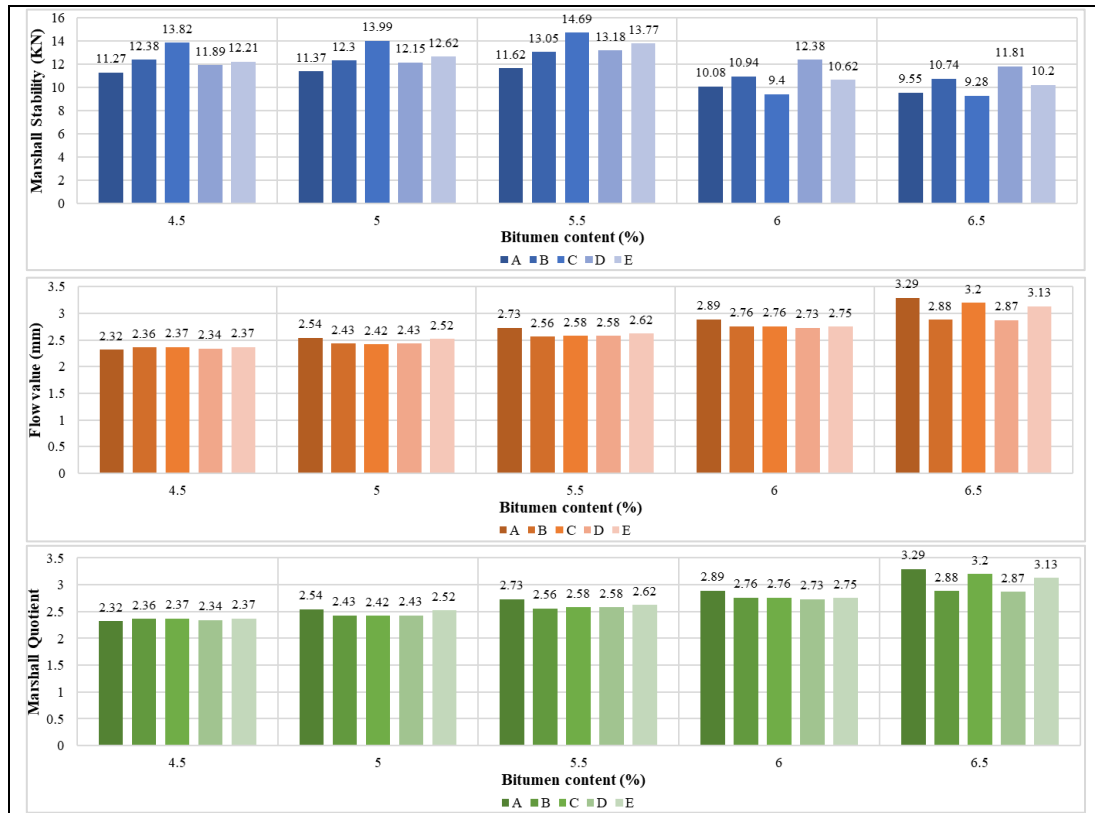 Marshall Stability (KN)
16
14
12
10
8
6
4
2
0
11.27 12.38 13.82 11.89 12.21
11.37 12.3 13.99 12.15 12.62
11.62 13.05 14.69 13.18 13.77
10.08 10.94 9.4 12.38 10.62
9.55 10.74 9.28 11.81 10.2
4.5 5 5.5 6 6.5
Bitumen content (%)
A B C D E
Flow value (mm)
3.5
3
2.5
2
1.5
1
0.5
0
2.32 2.36 2.37 2.34 2.37
2.54 2.43 2.42 2.43 2.52
2.73 2.56 2.58 2.58 2.62
2.89 2.76 2.76 2.73 2.75
3.29 2.88 3.2 2.87 3.13
4.5 5 5.5 6 6.5
Bitumen content (%)
A B C D E
Marshall Quotient
3.5
3
2.5
2
1.5
1
0.5
0
2.32 2.36 2.37 2.34 2.37
2.54 2.43 2.42 2.43 2.52
2.73 2.56 2.58 2.58 2.62
2.89 2.76 2.76 2.73 2.75
3.29 2.88 3.2 2.87 3.13
4.5 5 5.5 6 6.5
Bitumen content (%)
A B C D E